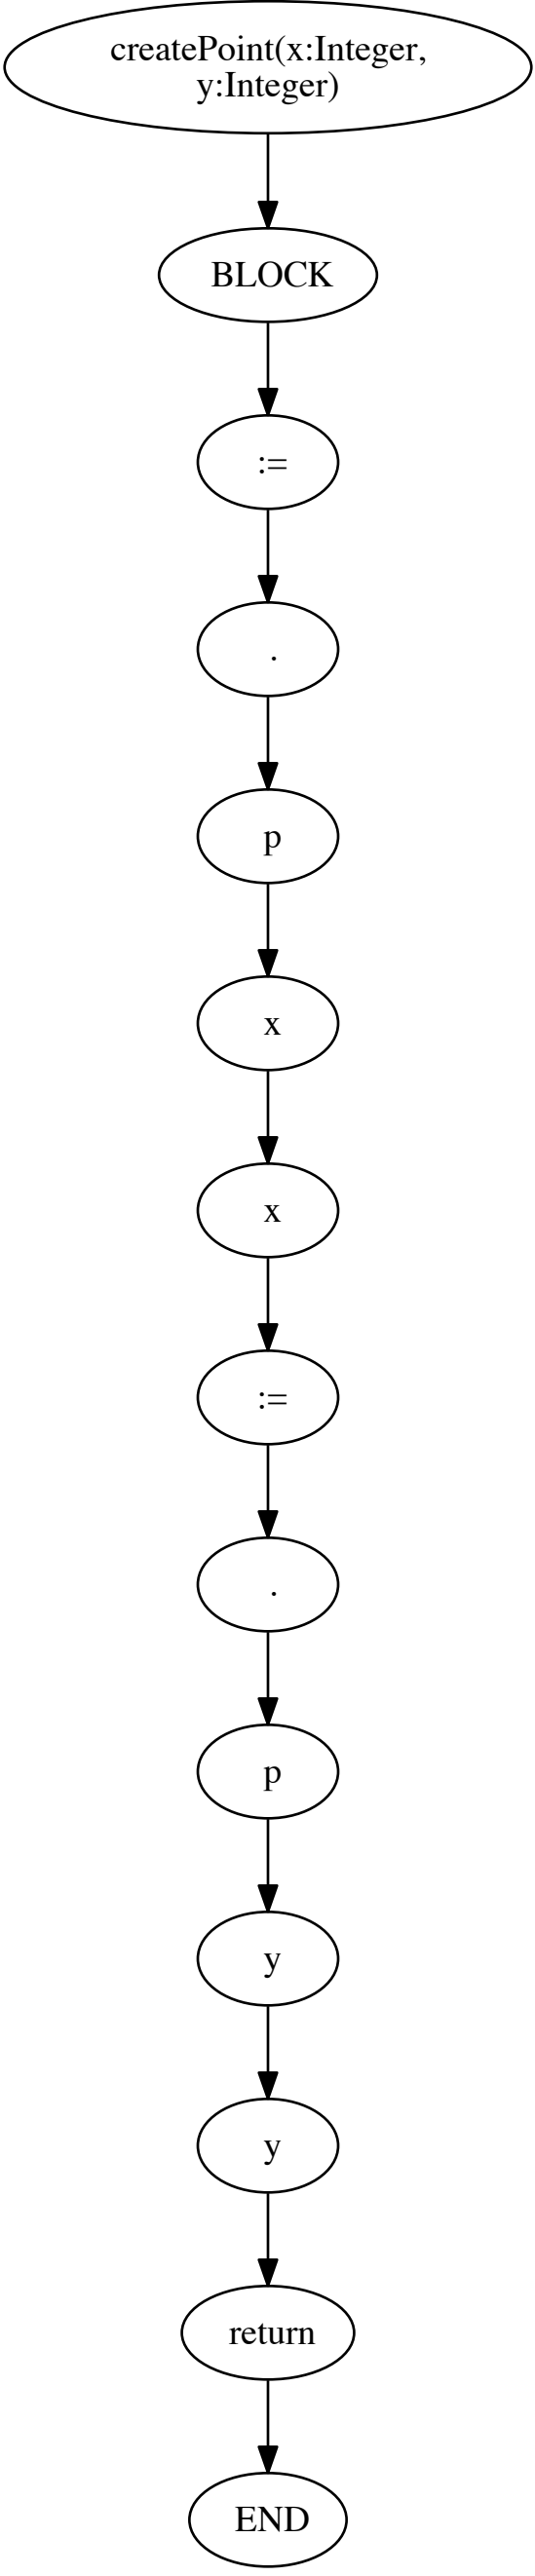 createPoint(x:Integer,
y:Integer)
BLOCK
:=
.
p
x
x
:=
.
p
y
y
return
END